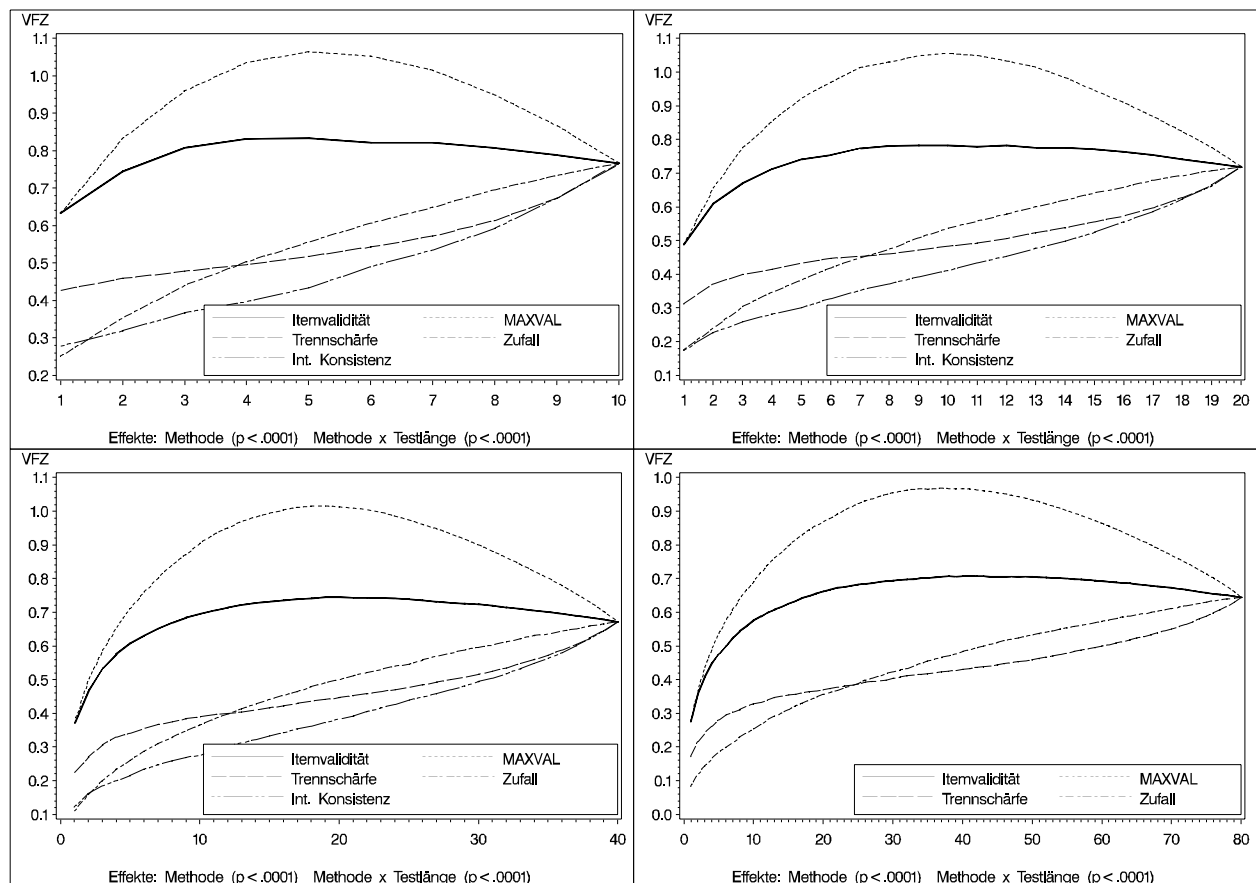 VFZ
1.1
1.0
0.9
0.8
0.7
0.6
0.5
0.4
0.3
0.2
Itemvalidität MAXVAL
Trennschärfe Zufall
Int. Konsistenz
1 2 3 4 5 6 7 8 9 10
Effekte: Methode (p<.0001) Methode x Testlänge (p<.0001)
VFZ
1.1
1.0
0.9
0.8
0.7
0.6
0.5
0.4
0.3
0.2
0.1
Itemvalidität MAXVAL
Trennschärfe Zufall
Int. Konsistenz
1 2 3 4 5 6 7 8 9 10 11 12 13 14 15 16 17 18 19 20
Effekte: Methode (p<.0001) Methode x Testlänge (p<.0001)
VFZ
1.1
1.0
0.9
0.8
0.7
0.6
0.5
0.4
0.3
0.2
0.1
Itemvalidität MAXVAL
Trennschärfe Zufall
Int. Konsistenz
0 10 20 30 40
Effekte: Methode (p<.0001) Methode x Testlänge (p<.0001)
VFZ
1.0
0.9
0.8
0.7
0.6
0.5
0.4
0.3
0.2
0.1
0.0
Itemvalidität MAXVAL
Trennschärfe Zufall
0 10 20 30 40 50 60 70 80
Effekte: Methode (p<.0001) Methode x Testlänge (p<.0001)